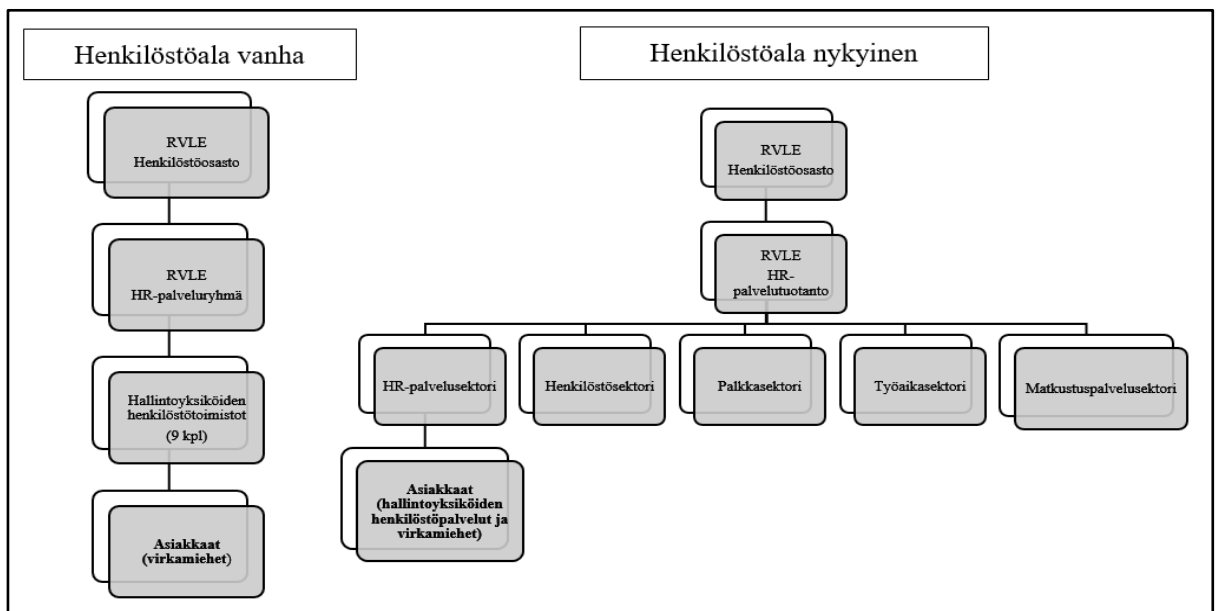 Henkilöstöala vanha
RVLE
Henkilöstöosasto
RVLE
HR-palveluryhmä
Hallintoyksiköiden
henkilöstötoimistot
(9 kpl)
Asiakkaat
(virkamiehet)
Henkilöstöala nykyinen
RVLE
Henkilöstöosasto
RVLE
HR-
palvelutuotanto
HR-palvelusektori
Henkilöstösektori
Palkkasektori
Työaikasektori
Matkustuspalvelusektori
Asiakkaat
(hallintoyksiköiden
henkilöstöpalvelut ja
virkamiehet)